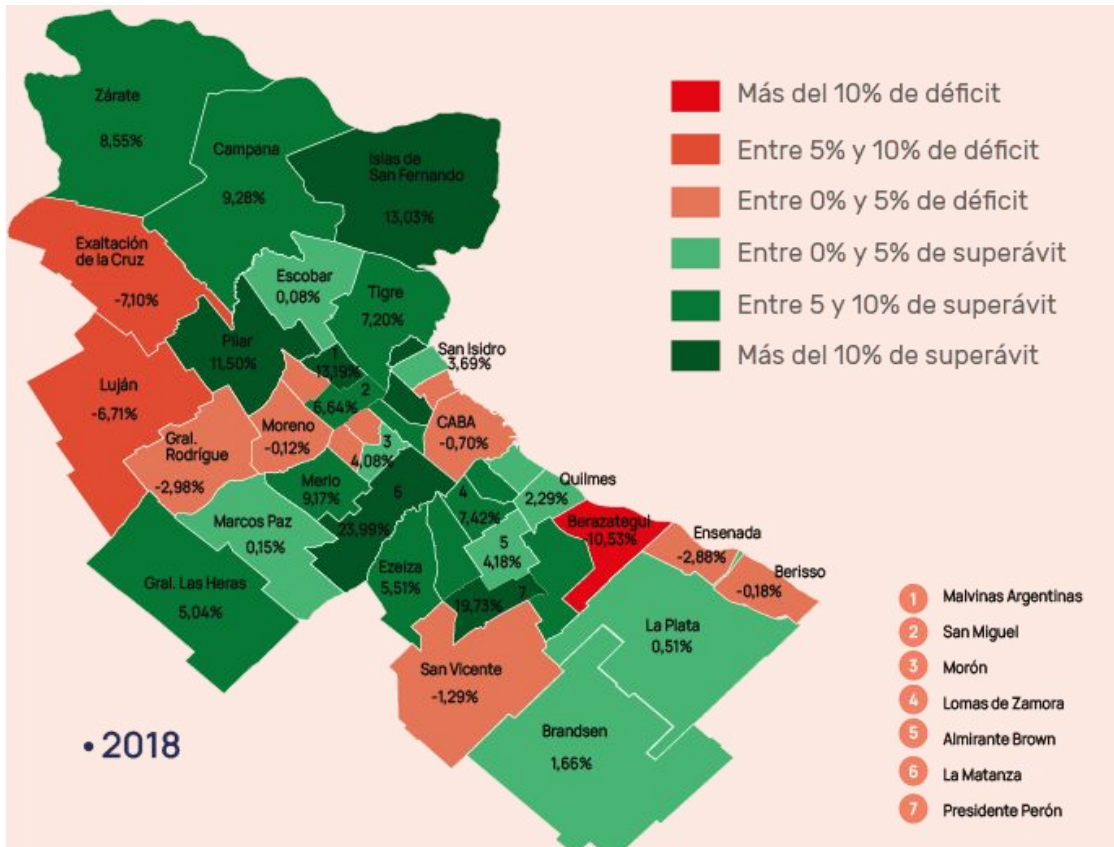 Zárate
8,55%
Campana
9,28%
Islas de
San Fernando
13,03%
Exaltación
de la Cruz
-7,10%
Escobar
0,08%
Tigre
7,20%
Pilar
11,50%
1
13,19%
San Isidro
3,69%
Luján
-6,71%
2
6,64%
Moreno
-0,12%
CABA
-0,70%
Gral.
Rodrígue
-2,98%
3
4,08%
Merlo
9,17%
6
23,99%
4
7,42%
Quilmes
2,29%
Marcos Paz
0,15%
Berazategui
-10,53%
Ensenada
-2,88%
Berisso
-0,18%
5
4,18%
Ezeiza
5,51%
Gral. Las Heras
5,04%
19,73%
7
La Plata
0,51%
San Vicente
-1,29%
Brandsen
1,66%
• 2018
Más del 10% de déficit
Entre 5% y 10% de déficit
Entre 0% y 5% de déficit
Entre 0% y 5% de superávit
Entre 5 y 10% de superávit
Más del 10% de superávit
1 Malvinas Argentinas
2 San Miguel
3 Morón
4 Lomas de Zamora
5 Almirante Brown
6 La Matanza
7 Presidente Perón